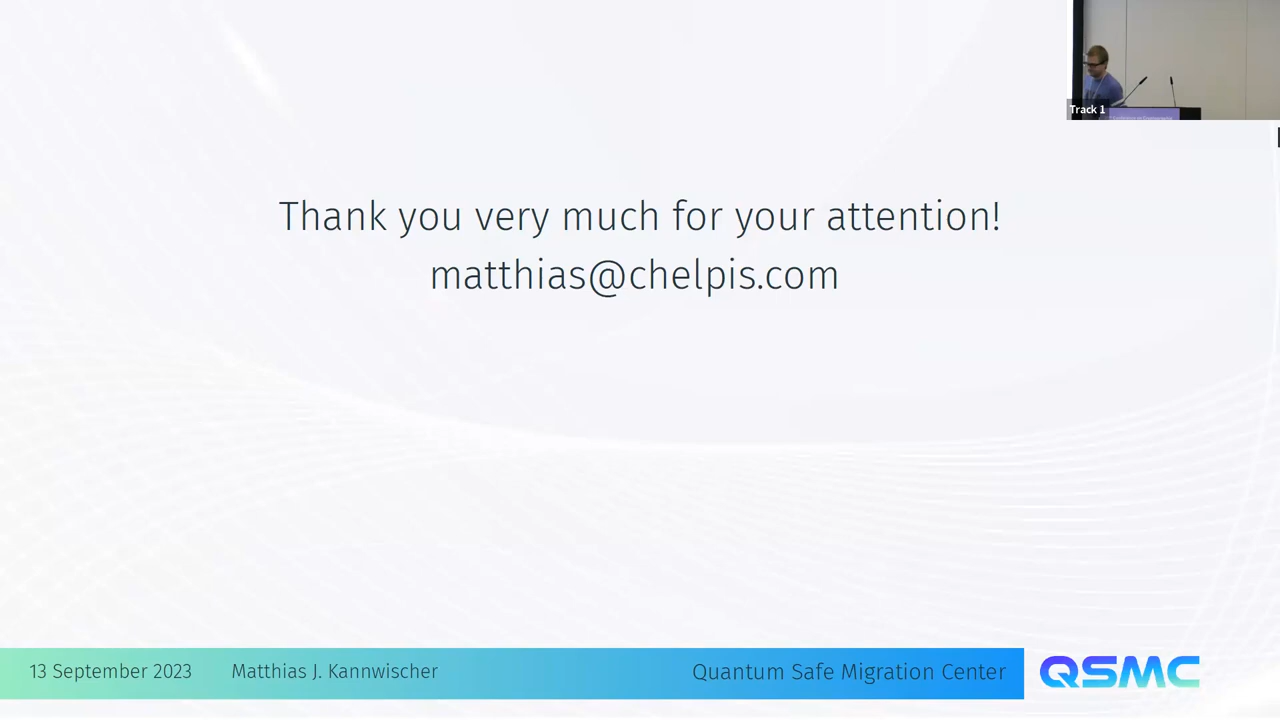 Track 1
Thank you very much for your attention!
matthias@chelpis.com
13 September 2023
Matthias J. Kannwischer
Quantum Safe Migration Center
QSMC